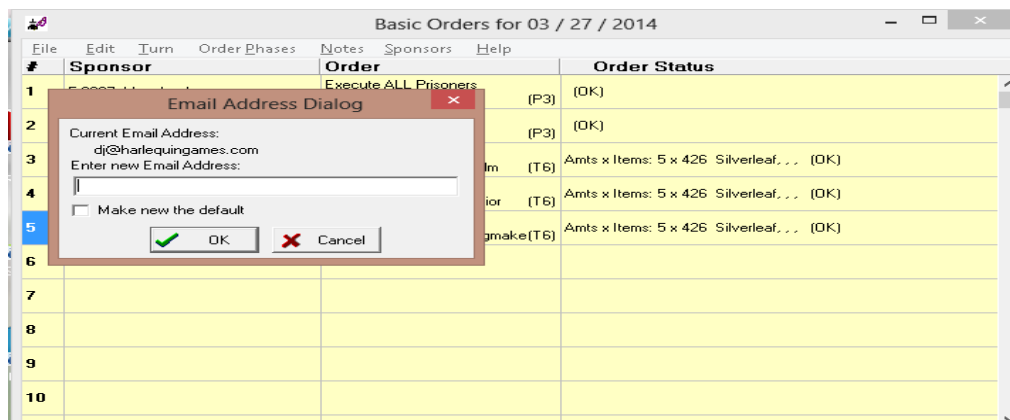 Basic Orders for 03 / 27 / 2014
File Edit Turn Order Phases Notes Sponsors Help
# Sponsor Order Order Status
1 Execute ALL Prisoners (P3) (OK)
Email Address Dialog
2 (P3) (OK)
Current Email Address:
dj@harlequingames.com
Enter new Email Address:
3 (T6) Amts x Items: 5 x 426 Silverleaf, , , (OK)
Make new the default
4 (T6) Amts x Items: 5 x 426 Silverleaf, , , (OK)
OK Cancel
5 (T6) Amts x Items: 5 x 426 Silverleaf, , , (OK)
6
7
8
9
10